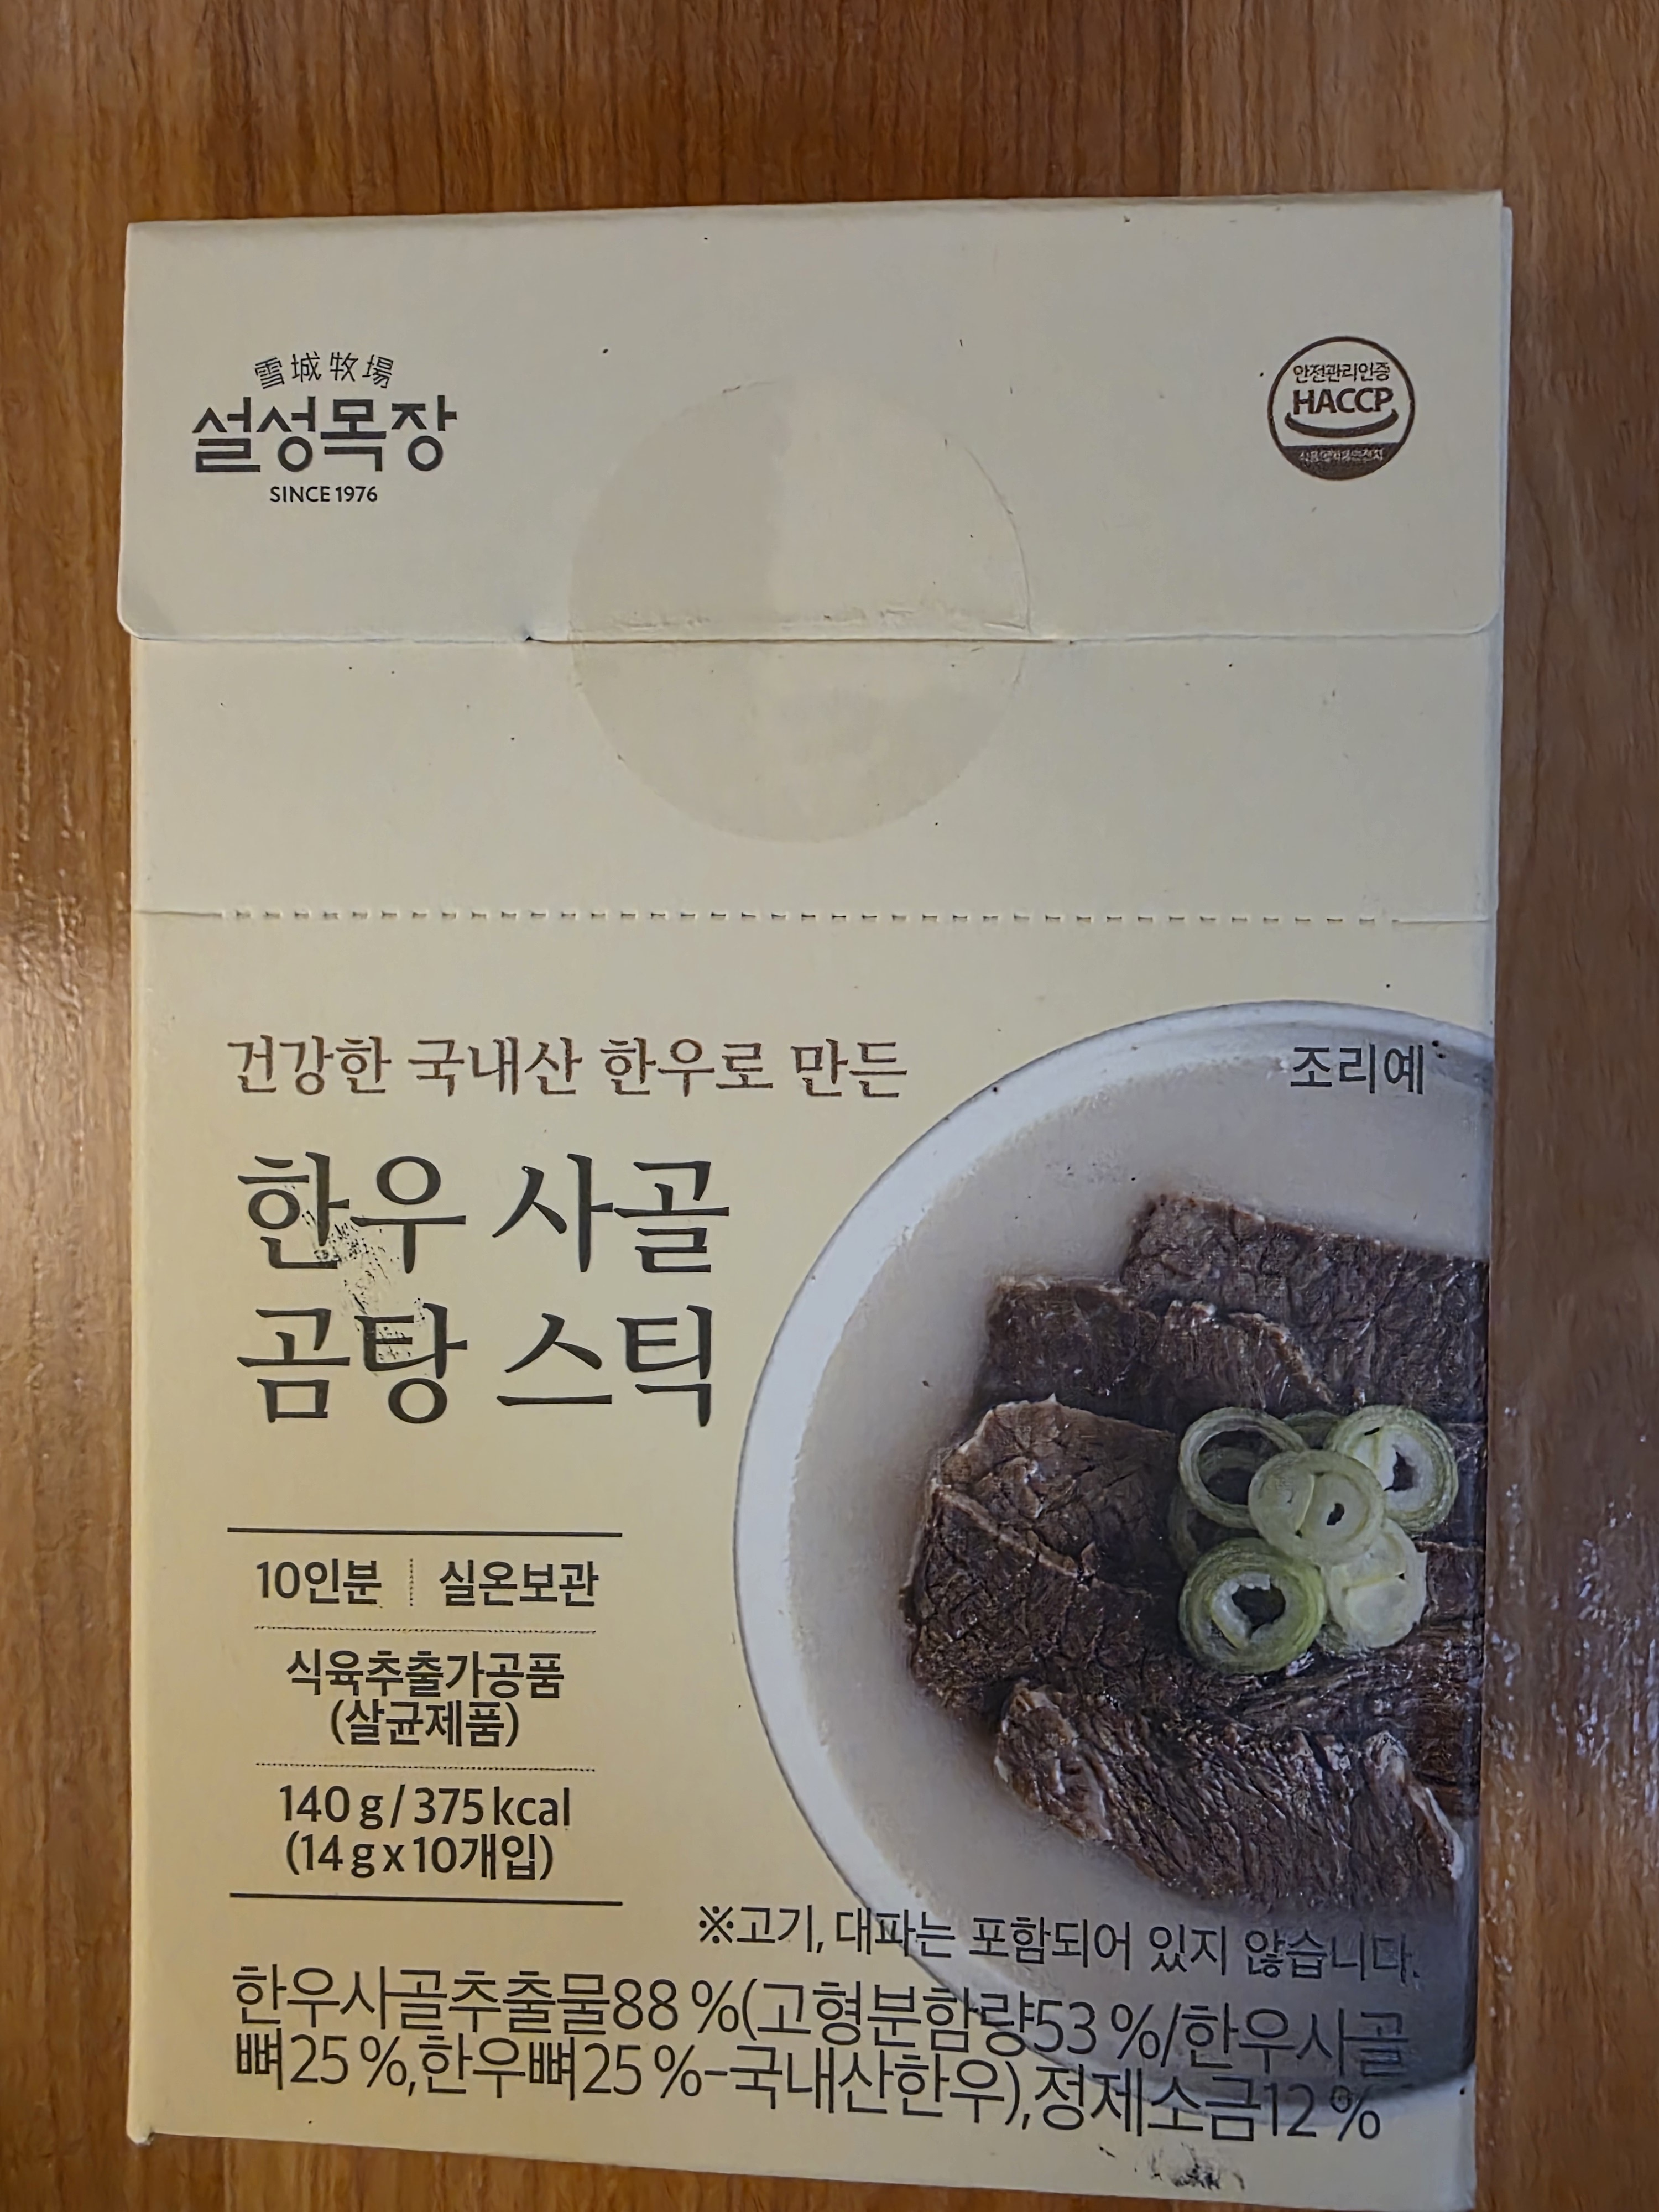 雪城牧場
설성목장
SINCE 1976
안전관리인증
HACCP
건강한 국내산 한우로 만든
조리예
한우 사골
곰탕 스틱
10인분 실온보관
식육추출가공품
(살균제품)
140 g / 375 kcal
(14 g x 10개입)
※고기, 대파는 포함되어 있지 않습니다.
한우사골추출물88 %(고형분함량53 %/한우사골
뼈25 %,한우뼈25 %-국내산한우),정제소금12 %